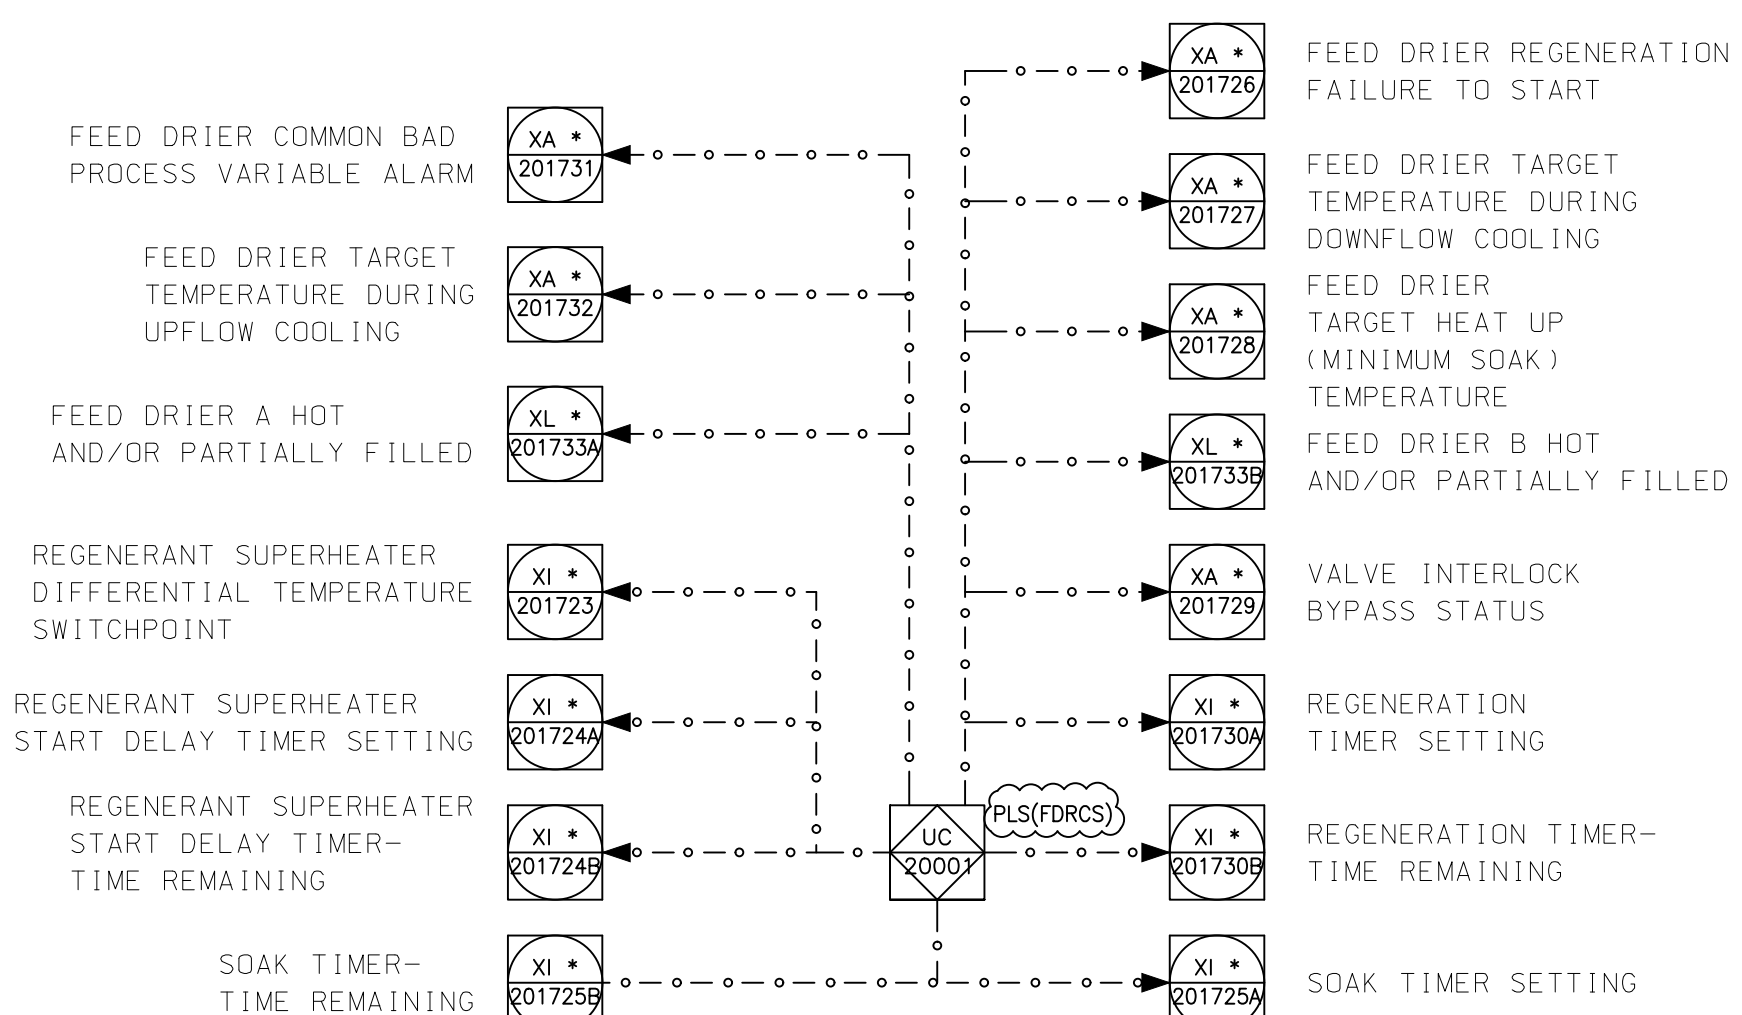 XA *
201726
FEED DRIER REGENERATION
FAILURE TO START
FEED DRIER COMMON BAD
PROCESS VARIABLE ALARM
XA *
201731
XA *
201727
FEED DRIER TARGET
TEMPERATURE DURING
DOWNFLOW COOLING
FEED DRIER TARGET
TEMPERATURE DURING
UPFLOW COOLING
XA *
201732
XA *
201728
FEED DRIER
TARGET HEAT UP
(MINIMUM SOAK)
TEMPERATURE
FEED DRIER A HOT
AND/OR PARTIALLY FILLED
XL *
201733A
XL *
201733B
FEED DRIER B HOT
AND/OR PARTIALLY FILLED
REGENERANT SUPERHEATER
DIFFERENTIAL TEMPERATURE
SWITCHPOINT
XI *
201723
XA *
201729
VALVE INTERLOCK
BYPASS STATUS
REGENERANT SUPERHEATER
START DELAY TIMER SETTING
XI *
201724A
XI *
201730A
REGENERATION
TIMER SETTING
REGENERANT SUPERHEATER
START DELAY TIMER-
TIME REMAINING
XI *
201724B
UC
20001
PLS(FDRCS)
XI *
201730B
REGENERATION TIMER-
TIME REMAINING
SOAK TIMER-
TIME REMAINING
XI *
201725B
XI *
201725A
SOAK TIMER SETTING